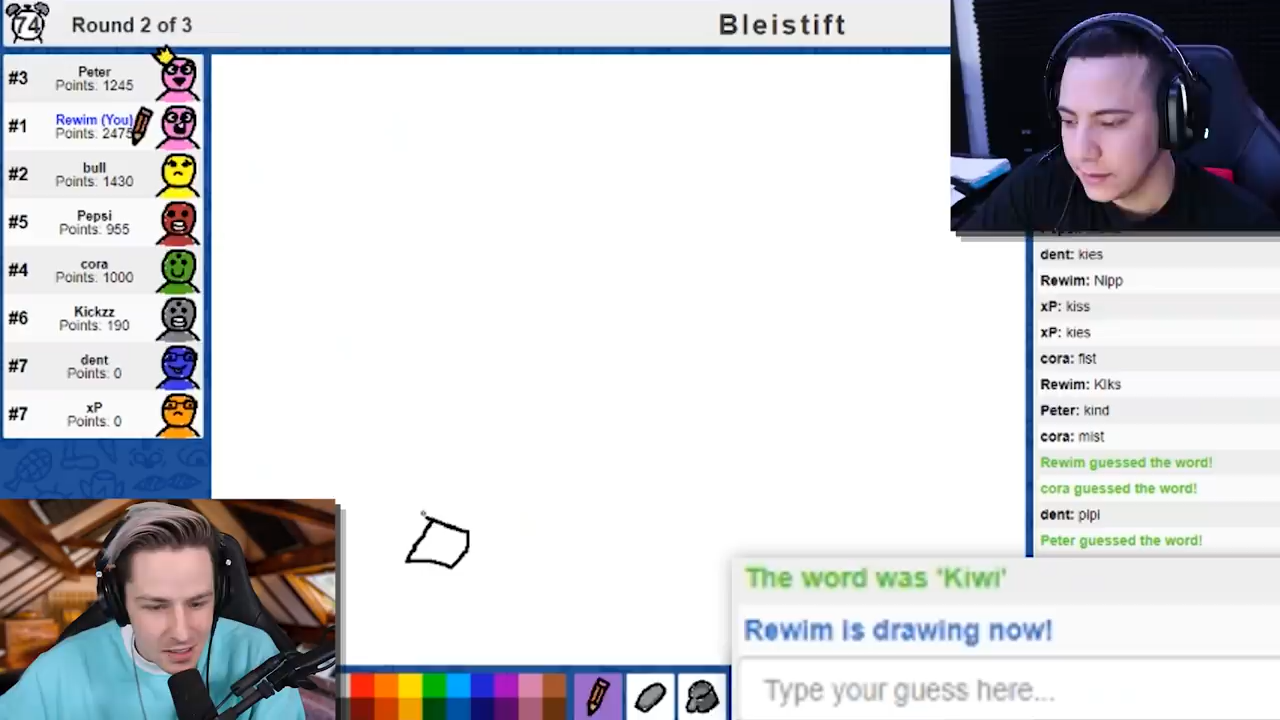 74
Round 2 of 3
Bleistift
#3
Peter
Points: 1245
#1
Rewim (You)
Points: 2475
#2
bull
Points: 1430
#5
Pepsi
Points: 955
#4
cora
Points: 1000
#6
Kickzz
Points: 190
#7
dent
Points: 0
#7
xP
Points: 0
dent: kies
Rewim: Nipp
xP: kiss
xP: kies
cora: fist
Rewim: KIks
Peter: kind
cora: mist
Rewim guessed the word!
cora guessed the word!
dent: pipi
Peter guessed the word!
The word was 'Kiwi'
Rewim is drawing now!
Type your guess here...